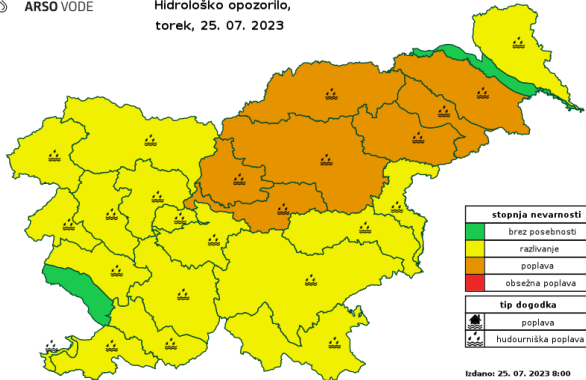 ARSO VODE
Hidrološko opozorilo,
torek, 25. 07. 2023
stopnja nevarnosti
brez posebnosti
razlivanje
poplava
obsežna poplava
tip dogodka
poplava
hudourniška poplava
Izdano: 25. 07. 2023 8:00